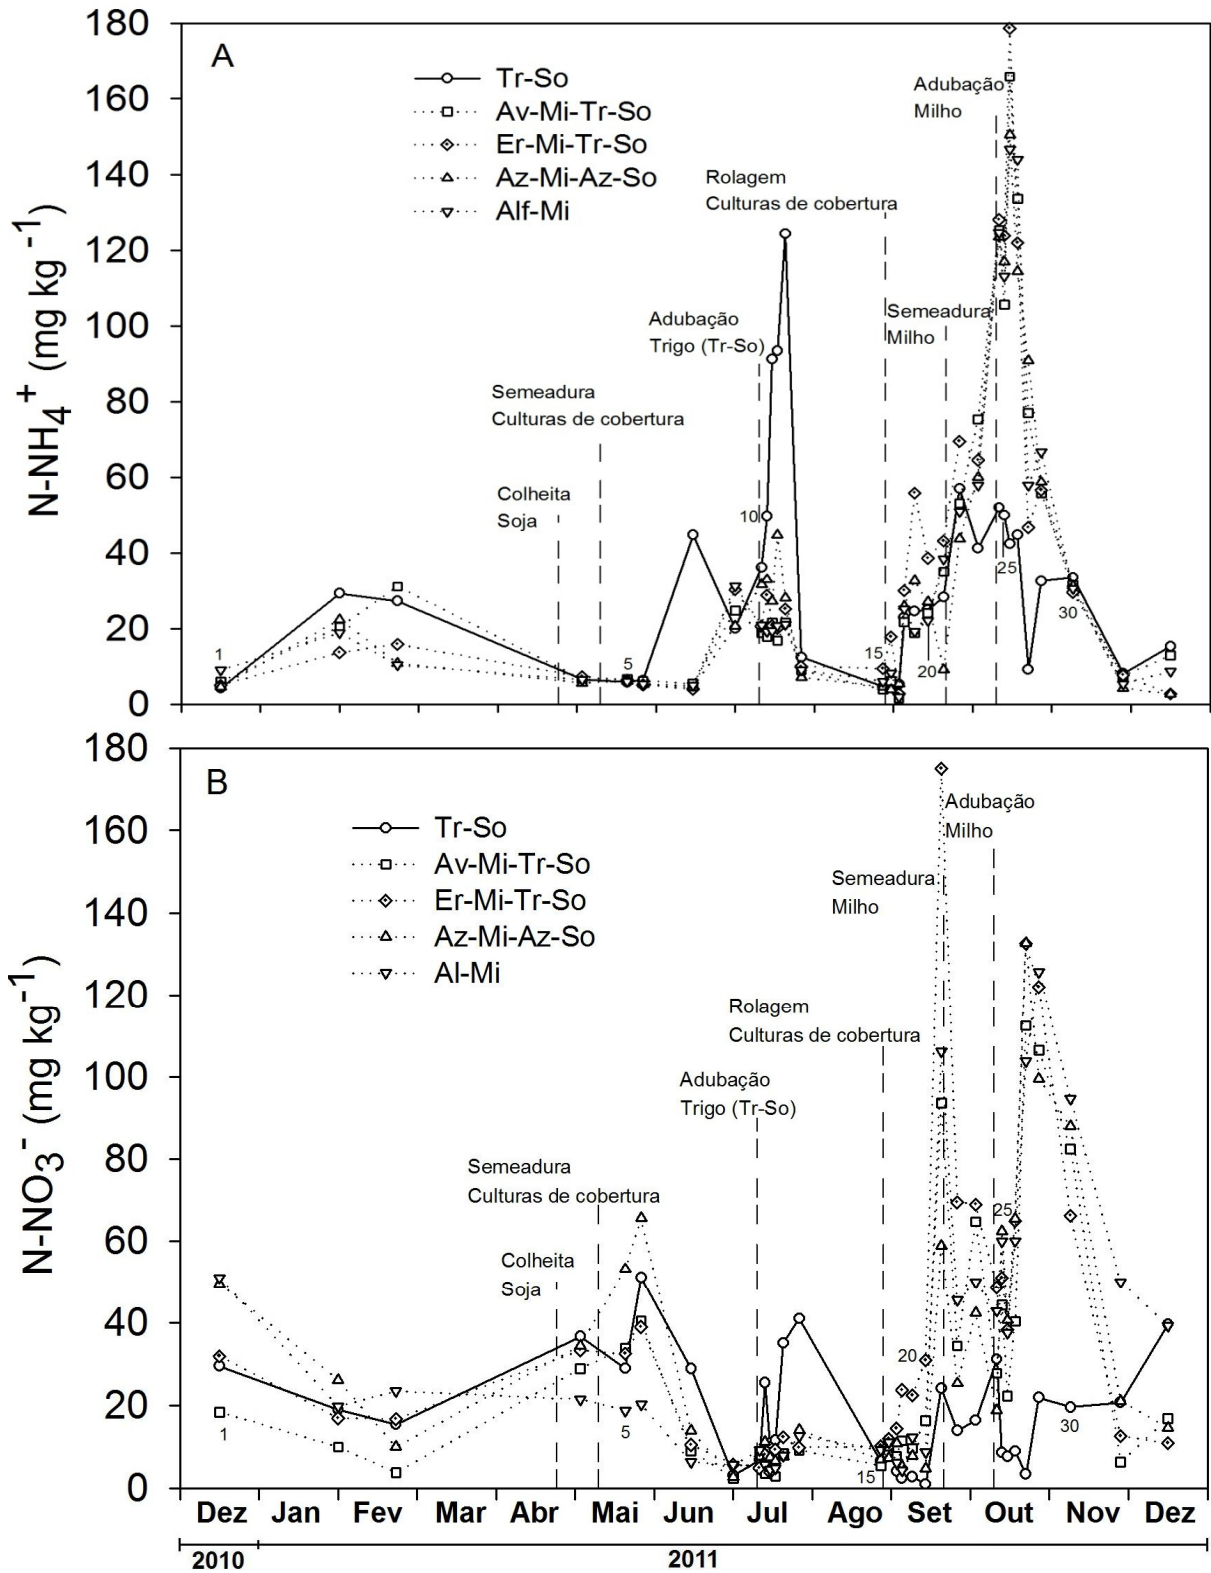 A
Tr-So
Av-Mi-Tr-So
Er-Mi-Tr-So
Az-Mi-Az-So
Alf-Mi
N-NH4+ (mg kg-1)
180
160
140
120
100
80
60
40
20
0
Colheita
Soja
Semeadura
Culturas de cobertura
Adubação
Trigo (Tr-So)
Rolagem
Culturas de cobertura
Semeadura
Milho
Adubação
Milho
1
5
10
15
20
25
30
B
Tr-So
Av-Mi-Tr-So
Er-Mi-Tr-So
Az-Mi-Az-So
Al-Mi
N-NO3- (mg kg-1)
180
160
140
120
100
80
60
40
20
0
Colheita
Soja
Semeadura
Culturas de cobertura
Adubação
Trigo (Tr-So)
Rolagem
Culturas de cobertura
Semeadura
Milho
Adubação
Milho
1
5
15
20
25
30
Dez Jan Fev Mar Abr Mai Jun Jul Ago Set Out Nov Dez
2010 2011